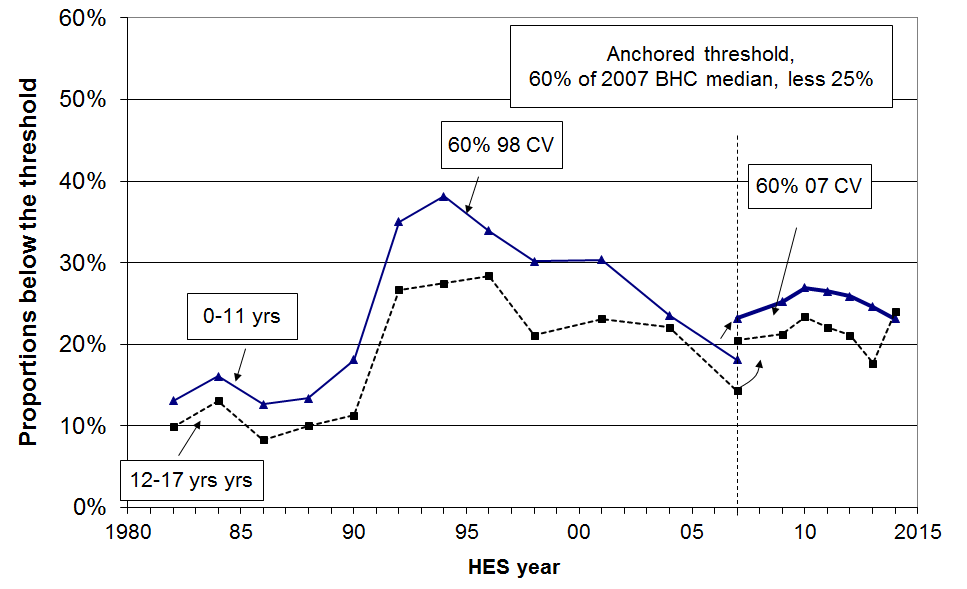 60%
Anchored threshold,
60% of 2007 BHC median, less 25%
50%
60% 98 CV
40%
60% 07 CV
30%
0-11 yrs
20%
10%
12-17 yrs yrs
0%
1980 85 90 95 00 05 10 2015
HES year
Proportions below the threshold